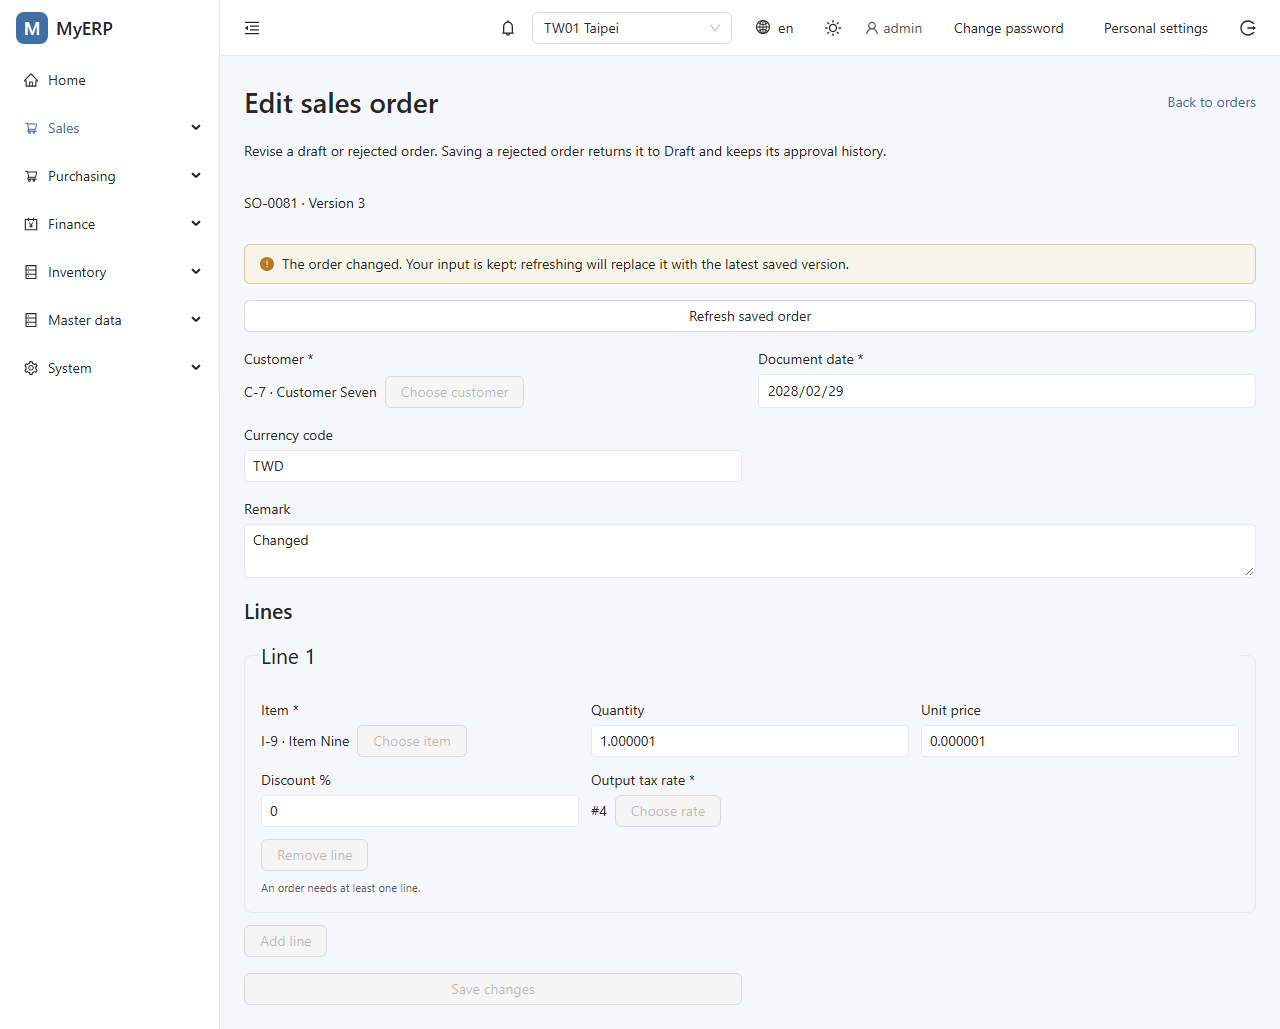 M MyERP
TW01 Taipei
en
admin
Change password
Personal settings
Home
Sales
Purchasing
Finance
Inventory
Master data
System
Edit sales order
Back to orders
Revise a draft or rejected order. Saving a rejected order returns it to Draft and keeps its approval history.
SO-0081 · Version 3
The order changed. Your input is kept; refreshing will replace it with the latest saved version.
Refresh saved order
Customer *
C-7 · Customer Seven
Choose customer
Document date *
2028/02/29
Currency code
TWD
Remark
Changed
Lines
Line 1
Item *
I-9 · Item Nine
Choose item
Quantity
1.000001
Unit price
0.000001
Discount %
0
Output tax rate *
#4
Choose rate
Remove line
An order needs at least one line.
Add line
Save changes